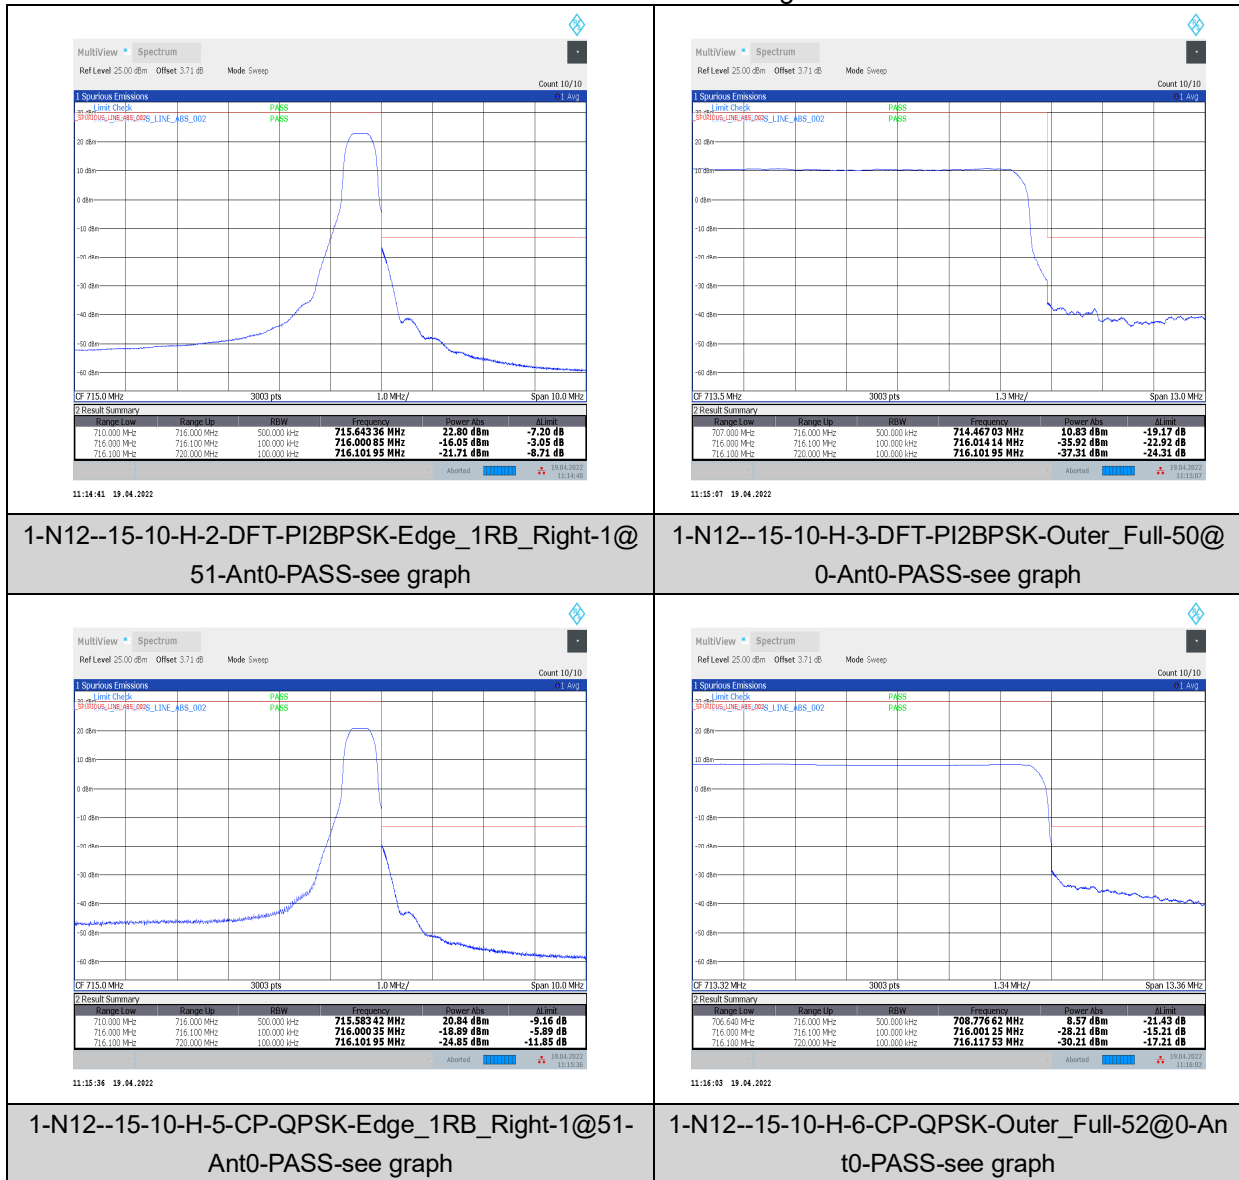 MultiView Spectrum
Ref Level 25.00 dBm Offset 3.71 dB Mode Sweep
Count 10/10
1 Spurious Emissions 1 Avg
Limit Check PASS
_SPURIOUS_LINE_ABS_002 PASS
20 dBm
10 dBm
0 dBm
-10 dBm
-20 dBm
-30 dBm
-40 dBm
-50 dBm
-60 dBm
CF 715.0 MHz 3003 pts 1.0 MHz/ Span 10.0 MHz
2 Result Summary
Range Low Range Up RBW Frequency Power Abs ΔLimit
710.000 MHz 716.000 MHz 500.000 kHz 715.643 36 MHz 22.80 dBm -7.20 dB
716.000 MHz 716.100 MHz 100.000 kHz 716.000 85 MHz -16.05 dBm -3.05 dB
716.100 MHz 720.000 MHz 100.000 kHz 716.101 95 MHz -21.71 dBm -8.71 dB
Aborted 19.04.2022
11:14:40
11:14:41 19.04.2022
MultiView Spectrum
Ref Level 25.00 dBm Offset 3.71 dB Mode Sweep
Count 10/10
1 Spurious Emissions 1 Avg
Limit Check PASS
_SPURIOUS_LINE_ABS_002 PASS
20 dBm
10 dBm
0 dBm
-10 dBm
-20 dBm
-30 dBm
-40 dBm
-50 dBm
-60 dBm
CF 713.5 MHz 3003 pts 1.3 MHz/ Span 13.0 MHz
2 Result Summary
Range Low Range Up RBW Frequency Power Abs ΔLimit
707.000 MHz 716.000 MHz 500.000 kHz 714.467 03 MHz 10.83 dBm -19.17 dB
716.000 MHz 716.100 MHz 100.000 kHz 716.014 14 MHz -35.92 dBm -22.92 dB
716.100 MHz 720.000 MHz 100.000 kHz 716.101 95 MHz -37.31 dBm -24.31 dB
Aborted 19.04.2022
11:15:07
11:15:07 19.04.2022
1-N12--15-10-H-2-DFT-PI2BPSK-Edge_1RB_Right-1@
51-Ant0-PASS-see graph
1-N12--15-10-H-3-DFT-PI2BPSK-Outer_Full-50@
0-Ant0-PASS-see graph
MultiView Spectrum
Ref Level 25.00 dBm Offset 3.71 dB Mode Sweep
Count 10/10
1 Spurious Emissions 1 Avg
Limit Check PASS
_SPURIOUS_LINE_ABS_002 PASS
20 dBm
10 dBm
0 dBm
-10 dBm
-20 dBm
-30 dBm
-40 dBm
-50 dBm
-60 dBm
CF 715.0 MHz 3003 pts 1.0 MHz/ Span 10.0 MHz
2 Result Summary
Range Low Range Up RBW Frequency Power Abs ΔLimit
710.000 MHz 716.000 MHz 500.000 kHz 715.583 42 MHz 20.84 dBm -9.16 dB
716.000 MHz 716.100 MHz 100.000 kHz 716.000 35 MHz -18.89 dBm -5.89 dB
716.100 MHz 720.000 MHz 100.000 kHz 716.101 95 MHz -24.85 dBm -11.85 dB
Aborted 19.04.2022
11:15:36
11:15:36 19.04.2022
MultiView Spectrum
Ref Level 25.00 dBm Offset 3.71 dB Mode Sweep
Count 10/10
1 Spurious Emissions 1 Avg
Limit Check PASS
_SPURIOUS_LINE_ABS_002 PASS
20 dBm
10 dBm
0 dBm
-10 dBm
-20 dBm
-30 dBm
-40 dBm
-50 dBm
-60 dBm
CF 713.32 MHz 3003 pts 1.34 MHz/ Span 13.36 MHz
2 Result Summary
Range Low Range Up RBW Frequency Power Abs ΔLimit
706.640 MHz 716.000 MHz 500.000 kHz 708.776 62 MHz 8.57 dBm -21.43 dB
716.000 MHz 716.100 MHz 100.000 kHz 716.001 25 MHz -28.21 dBm -15.21 dB
716.100 MHz 720.000 MHz 100.000 kHz 716.117 53 MHz -30.21 dBm -17.21 dB
Aborted 19.04.2022
11:16:02
11:16:03 19.04.2022
1-N12--15-10-H-5-CP-QPSK-Edge_1RB_Right-1@51-
Ant0-PASS-see graph
1-N12--15-10-H-6-CP-QPSK-Outer_Full-52@0-An
t0-PASS-see graph